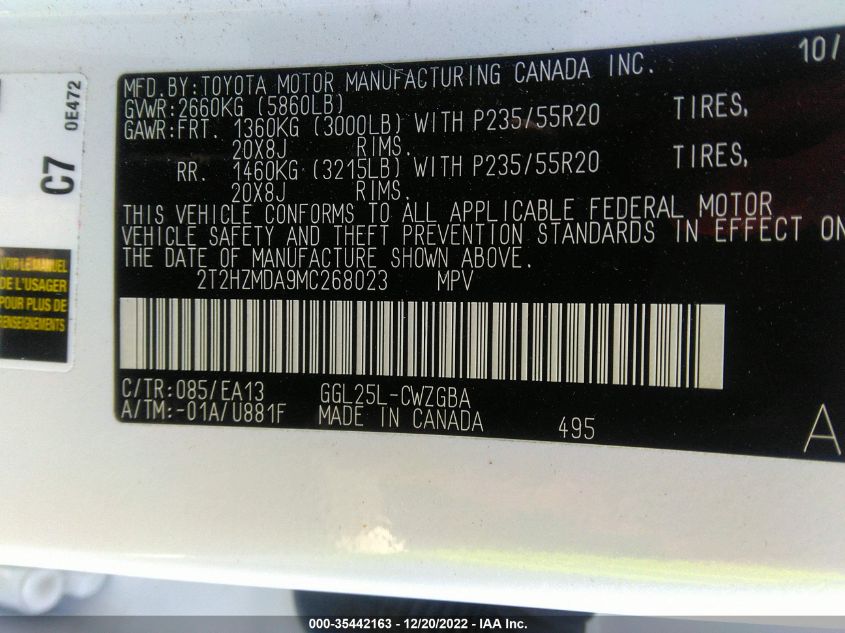 C7
0E472
VOIR LE MANUEL
DE L'USAGER
POUR PLUS DE
RENSEIGNEMENTS
10/
MFD.BY:TOYOTA MOTOR MANUFACTURING CANADA INC.
GVWR:2660KG (5860LB)
GAWR:FRT. 1360KG (3000LB) WITH P235/55R20 TIRES,
20X8J RIMS.
RR. 1460KG (3215LB) WITH P235/55R20 TIRES,
20X8J RIMS.
THIS VEHICLE CONFORMS TO ALL APPLICABLE FEDERAL MOTOR
VEHICLE SAFETY AND THEFT PREVENTION STANDARDS IN EFFECT ON
THE DATE OF MANUFACTURE SHOWN ABOVE.
2T2HZMDA9MC268023 MPV
C/TR:085/EA13 GGL25L-CWZGBA
A/TM:-01A/U881F MADE IN CANADA 495
A
000-35442163 - 12/20/2022 - IAA Inc.